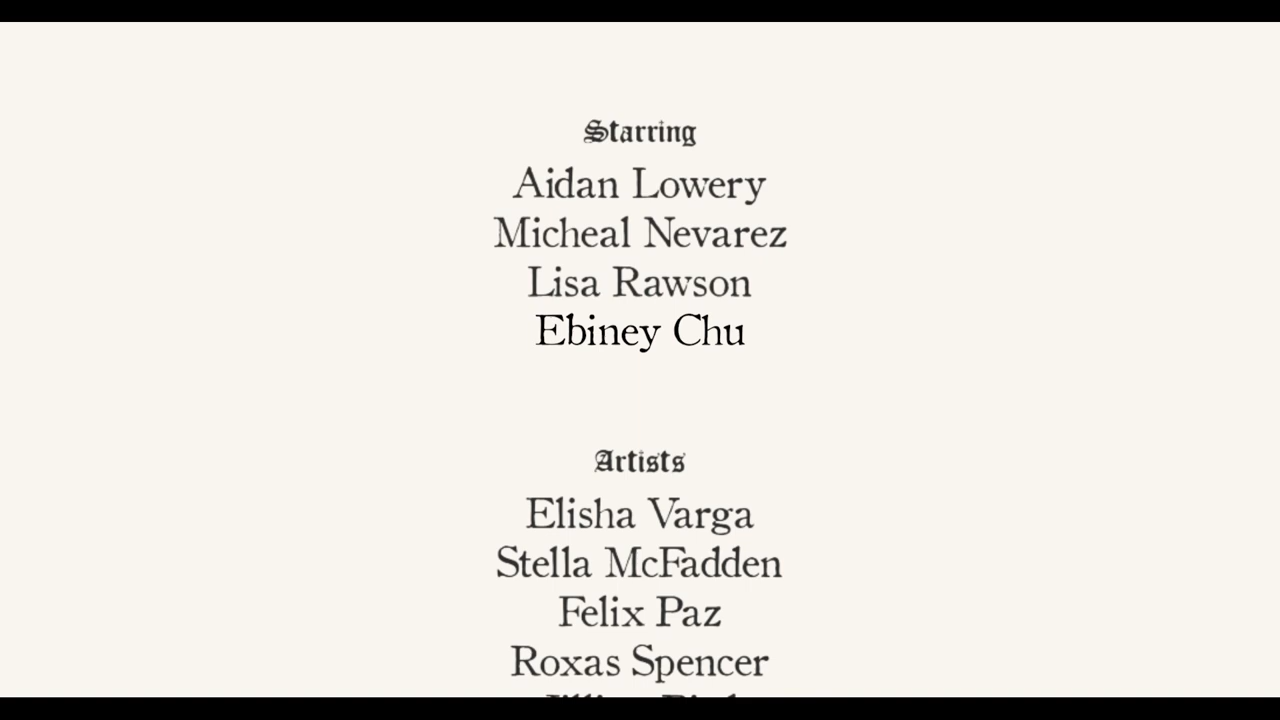 Starring
Aidan Lowery
Micheal Nevarez
Lisa Rawson
Ebiney Chu
Artists
Elisha Varga
Stella McFadden
Felix Paz
Roxas Spencer